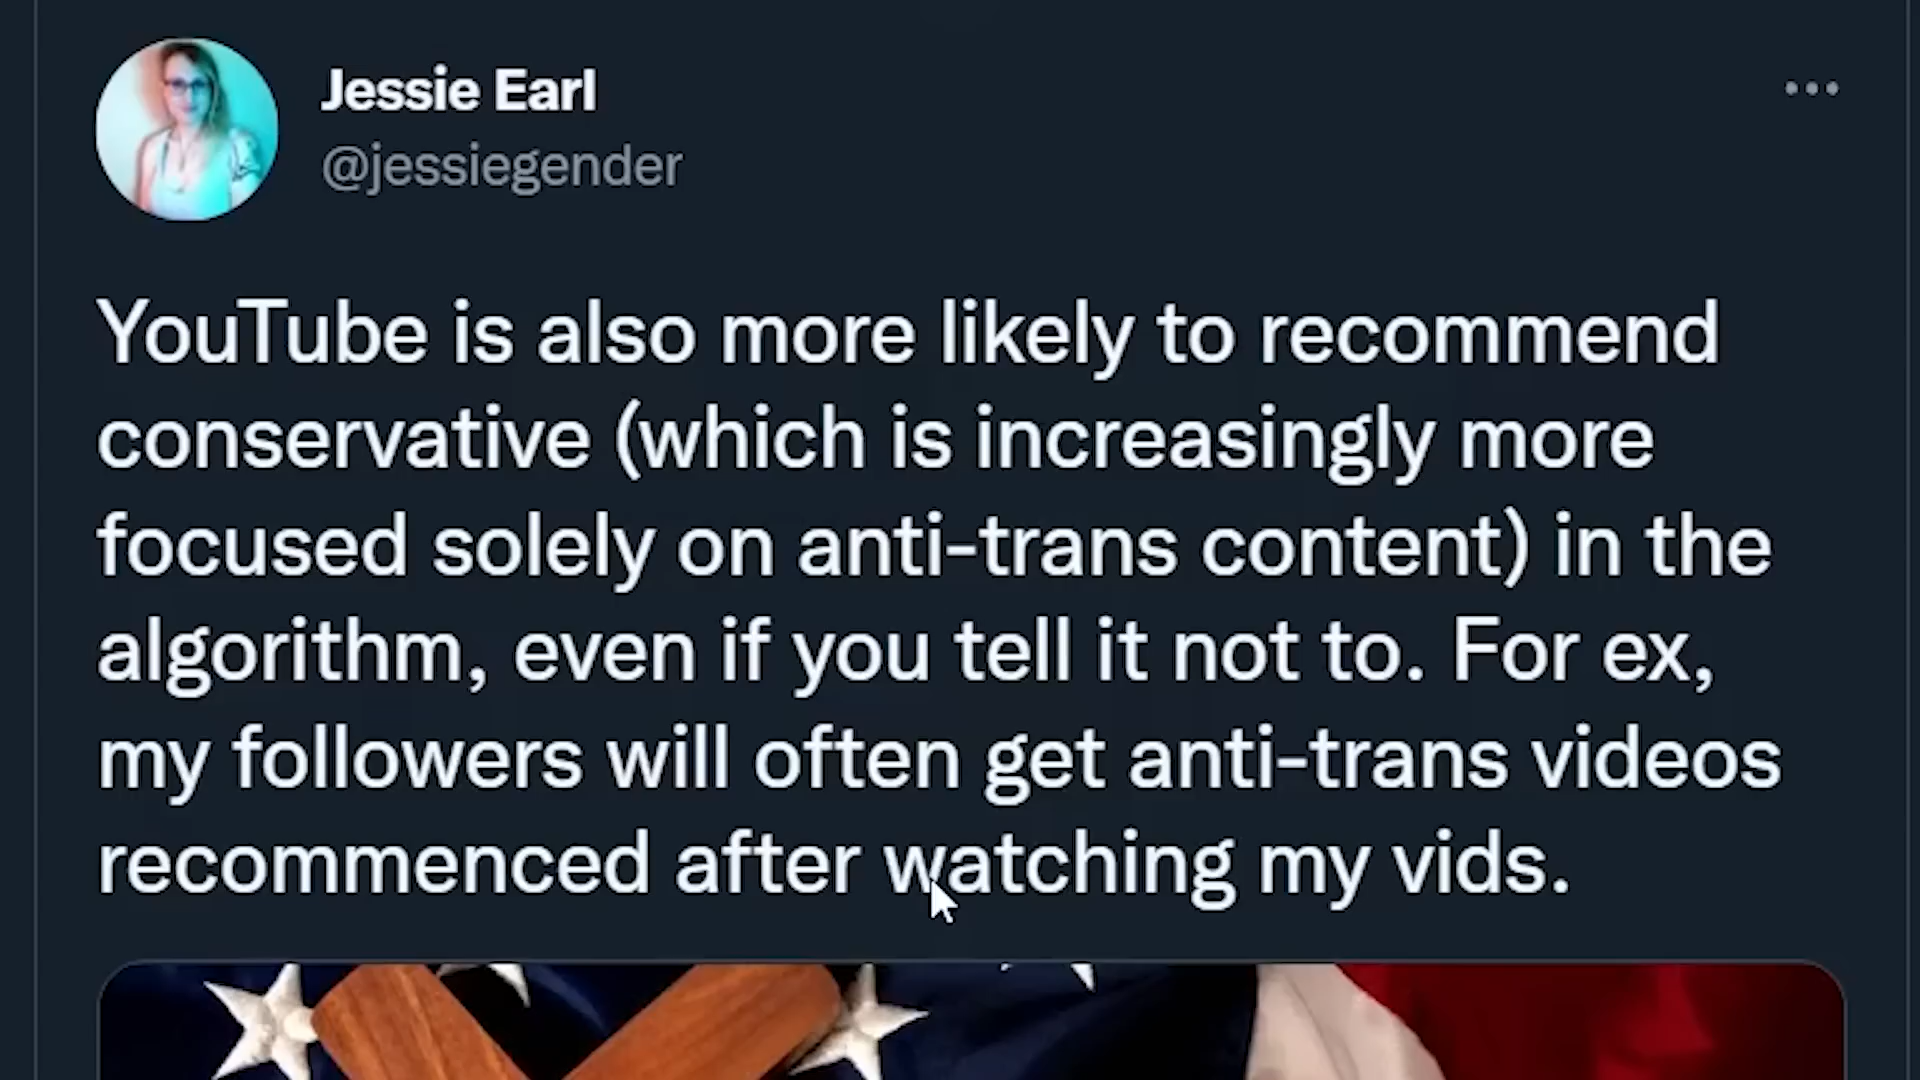 Jessie Earl
@jessiegender
YouTube is also more likely to recommend
conservative (which is increasingly more
focused solely on anti-trans content) in the
algorithm, even if you tell it not to. For ex,
my followers will often get anti-trans videos
recommenced after watching my vids.